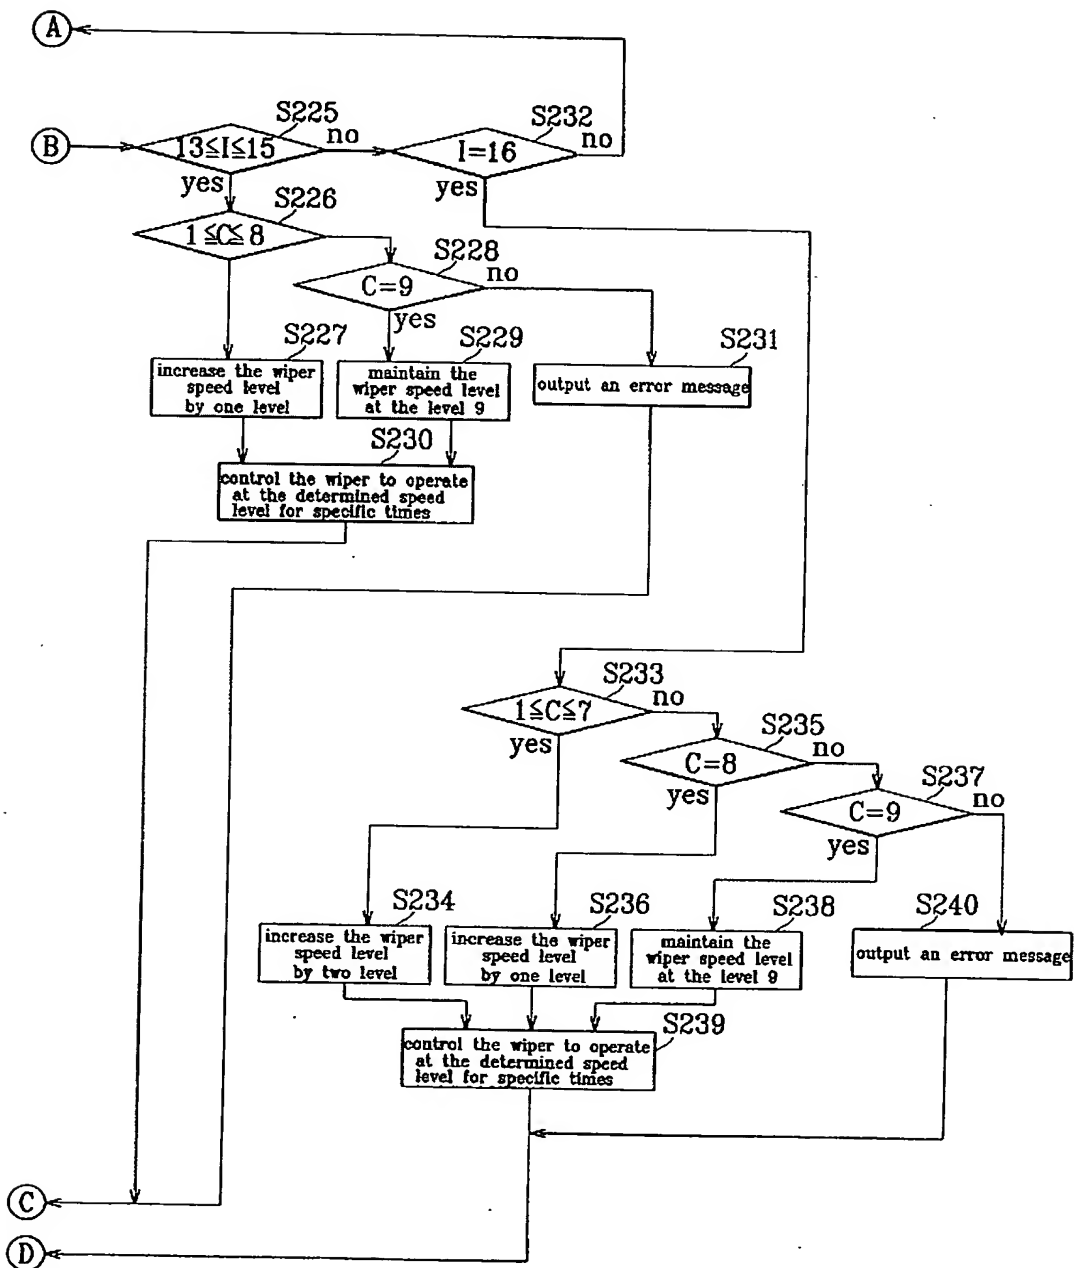 A
S225
S232
B
13≦I≦15
no
I=16
no
yes
yes
S226
1≦C≦8
S228
C=9
no
yes
S227
S229
S231
increase the wiper
speed level
by one level
maintain the
wiper speed level
at the level 9
output an error message
S230
control the wiper to operate
at the determined speed
level for specific times
S233
1≦C≦7
no
yes
S235
C=8
no
yes
S237
C=9
no
yes
S234
S236
S238
S240
increase the wiper
speed level
by two level
increase the wiper
speed level
by one level
maintain the
wiper speed level
at the level 9
output an error message
S239
control the wiper to operate
at the determined speed
level for specific times
C
D